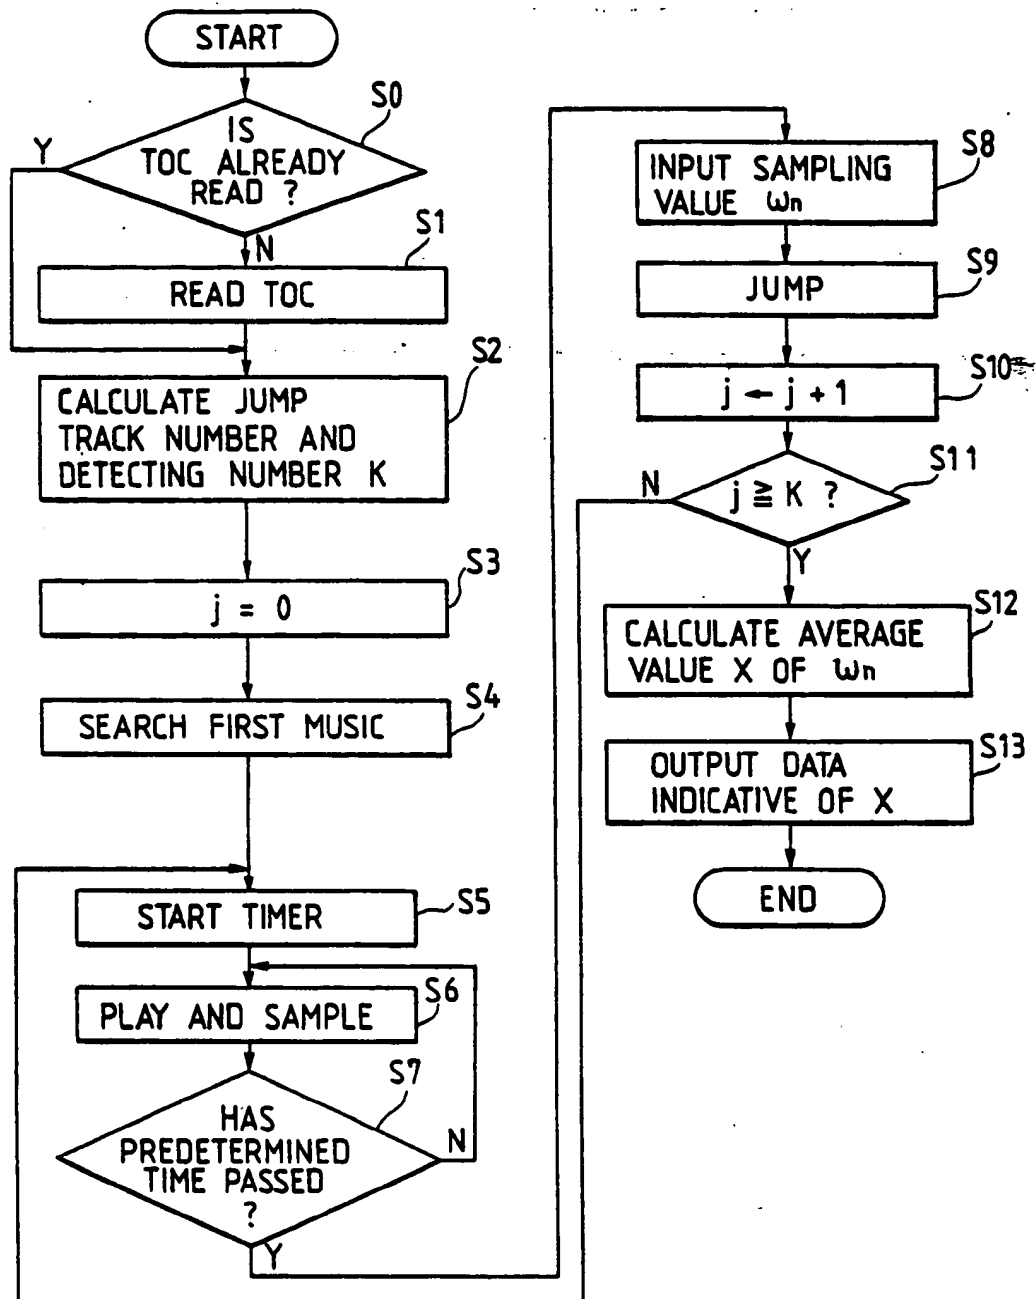 START
S0
IS
TOC ALREADY
READ ?
Y
N
S1
READ TOC
S2
CALCULATE JUMP
TRACK NUMBER AND
DETECTING NUMBER K
S3
j = 0
S4
SEARCH FIRST MUSIC
S5
START TIMER
S6
PLAY AND SAMPLE
S7
HAS
PREDETERMINED
TIME PASSED
?
N
Y
S8
INPUT SAMPLING
VALUE ωn
S9
JUMP
S10
j ← j + 1
S11
j ≧ K ?
N
Y
S12
CALCULATE AVERAGE
VALUE X OF ωn
S13
OUTPUT DATA
INDICATIVE OF X
END